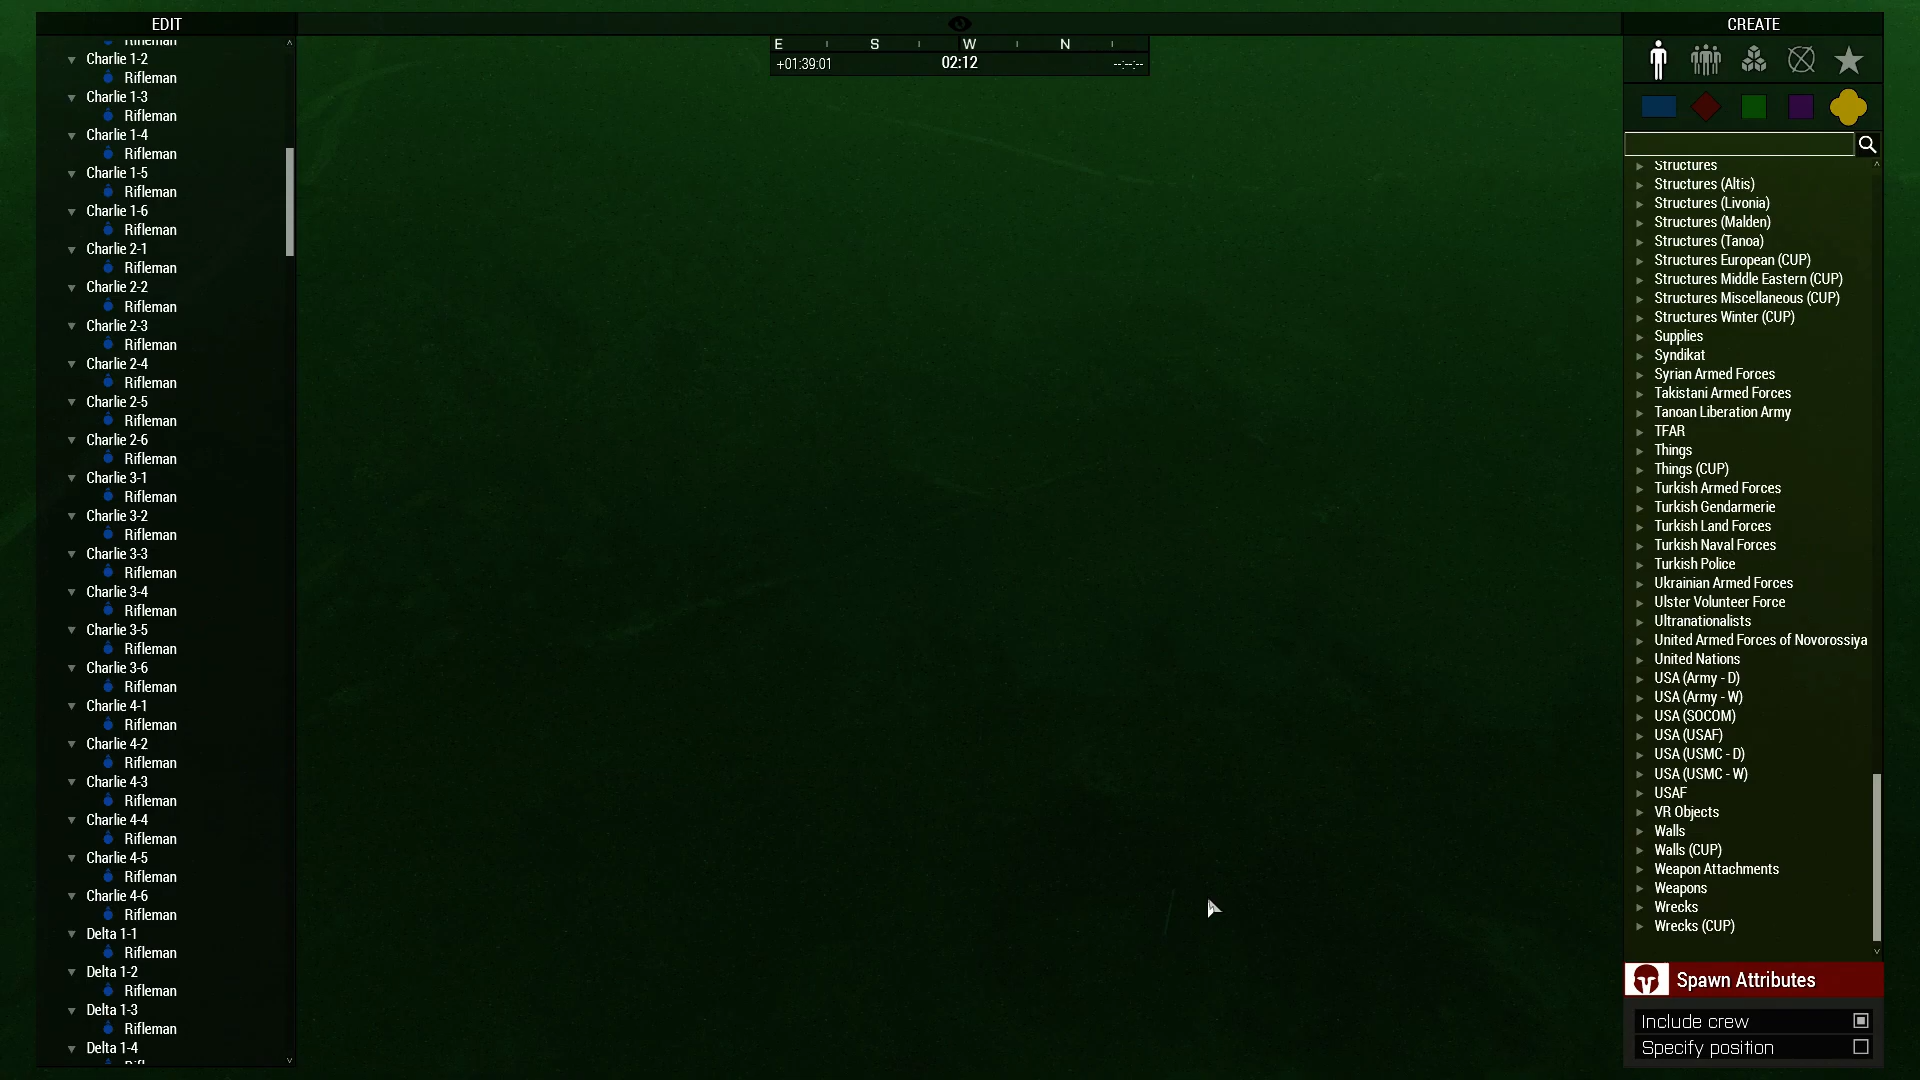 EDIT
Rifleman
Charlie 1-2
Rifleman
Charlie 1-3
Rifleman
Charlie 1-4
Rifleman
Charlie 1-5
Rifleman
Charlie 1-6
Rifleman
Charlie 2-1
Rifleman
Charlie 2-2
Rifleman
Charlie 2-3
Rifleman
Charlie 2-4
Rifleman
Charlie 2-5
Rifleman
Charlie 2-6
Rifleman
Charlie 3-1
Rifleman
Charlie 3-2
Rifleman
Charlie 3-3
Rifleman
Charlie 3-4
Rifleman
Charlie 3-5
Rifleman
Charlie 3-6
Rifleman
Charlie 4-1
Rifleman
Charlie 4-2
Rifleman
Charlie 4-3
Rifleman
Charlie 4-4
Rifleman
Charlie 4-5
Rifleman
Charlie 4-6
Rifleman
Delta 1-1
Rifleman
Delta 1-2
Rifleman
Delta 1-3
Rifleman
Delta 1-4
E S W N
+01:39:01 02:12 --:--:--
CREATE
Structures
Structures (Altis)
Structures (Livonia)
Structures (Malden)
Structures (Tanoa)
Structures European (CUP)
Structures Middle Eastern (CUP)
Structures Miscellaneous (CUP)
Structures Winter (CUP)
Supplies
Syndikat
Syrian Armed Forces
Takistani Armed Forces
Tanoan Liberation Army
TFAR
Things
Things (CUP)
Turkish Armed Forces
Turkish Gendarmerie
Turkish Land Forces
Turkish Naval Forces
Turkish Police
Ukrainian Armed Forces
Ulster Volunteer Force
Ultranationalists
United Armed Forces of Novorossiya
United Nations
USA (Army - D)
USA (Army - W)
USA (SOCOM)
USA (USAF)
USA (USMC - D)
USA (USMC - W)
USAF
VR Objects
Walls
Walls (CUP)
Weapon Attachments
Weapons
Wrecks
Wrecks (CUP)
Spawn Attributes
Include crew
Specify position